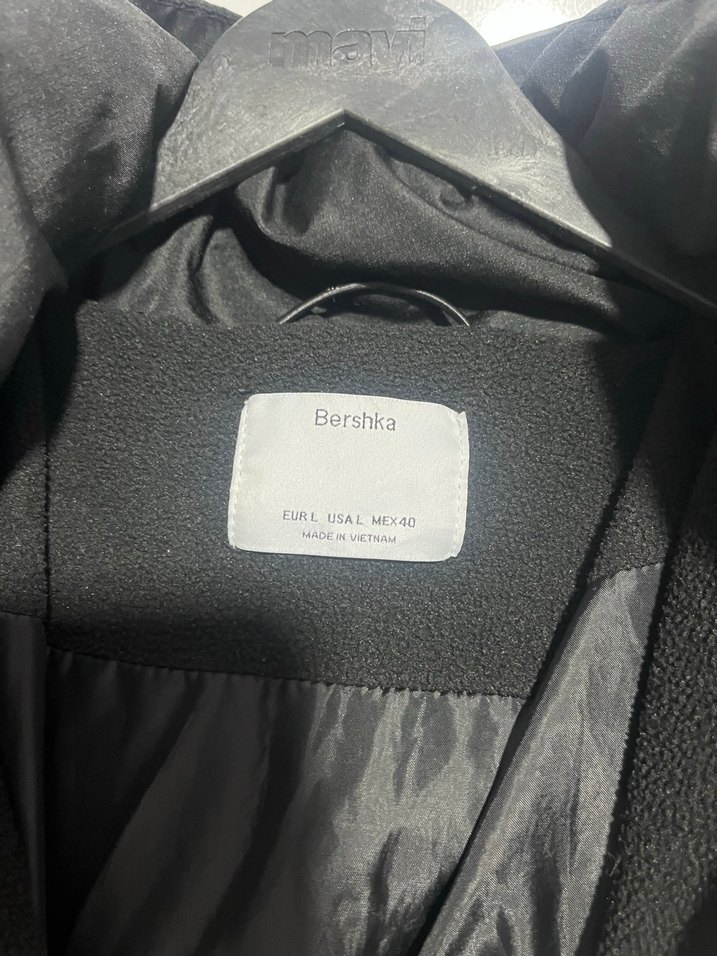 mavi
Bershka
EUR L USA L MEX 40
MADE IN VIETNAM